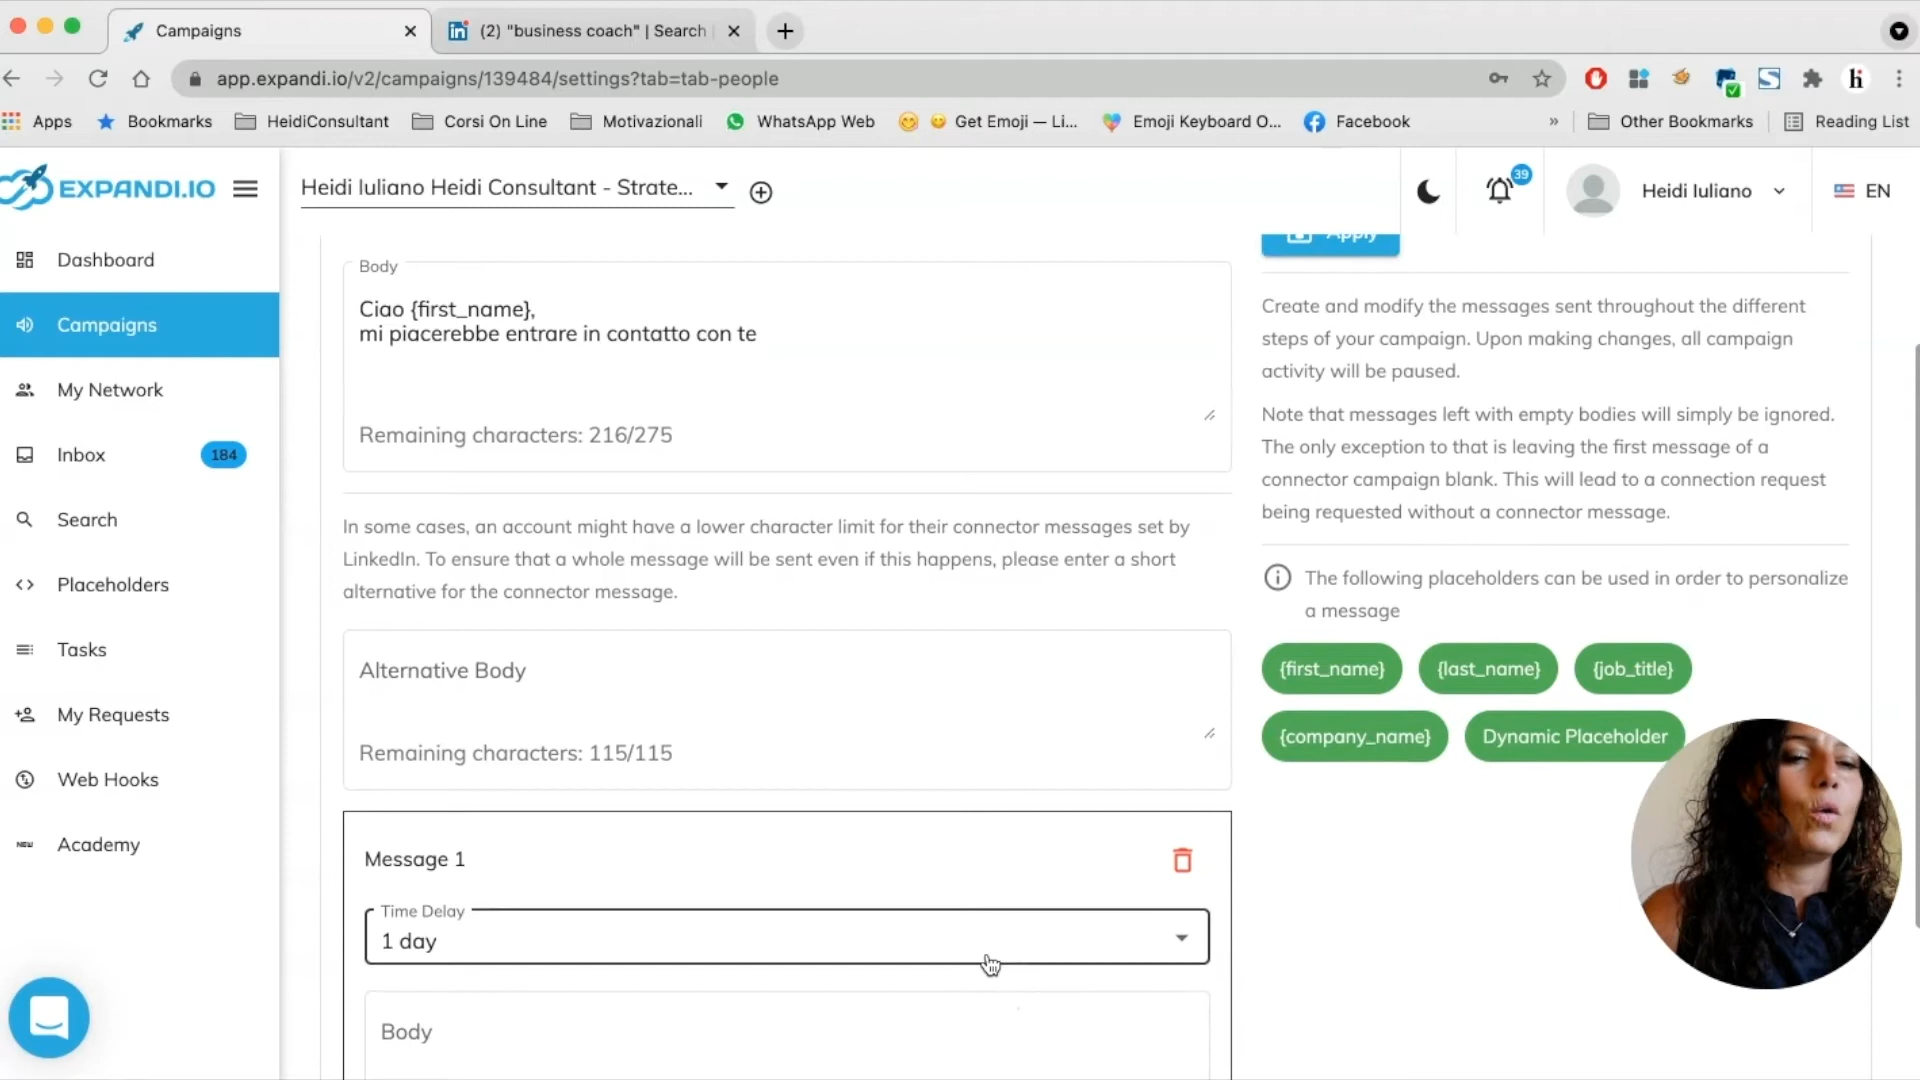 Campaigns
(2) "business coach" | Search
app.expandi.io/v2/campaigns/139484/settings?tab=tab-people
Apps
Bookmarks
HeidiConsultant
Corsi On Line
Motivazionali
WhatsApp Web
Get Emoji — Li...
Emoji Keyboard O...
Facebook
»
Other Bookmarks
Reading List
EXPANDI.IO
Heidi Iuliano Heidi Consultant - Strate...
39
Heidi Iuliano
EN
Dashboard
Campaigns
My Network
Inbox
184
Search
Placeholders
Tasks
My Requests
Web Hooks
NEW
Academy
Body
Ciao {first_name},
mi piacerebbe entrare in contatto con te
Remaining characters: 216/275
In some cases, an account might have a lower character limit for their connector messages set by
LinkedIn. To ensure that a whole message will be sent even if this happens, please enter a short
alternative for the connector message.
Alternative Body
Remaining characters: 115/115
Message 1
Time Delay
1 day
Body
Apply
Create and modify the messages sent throughout the different
steps of your campaign. Upon making changes, all campaign
activity will be paused.
Note that messages left with empty bodies will simply be ignored.
The only exception to that is leaving the first message of a
connector campaign blank. This will lead to a connection request
being requested without a connector message.
The following placeholders can be used in order to personalize
a message
{first_name}
{last_name}
{job_title}
{company_name}
Dynamic Placeholder